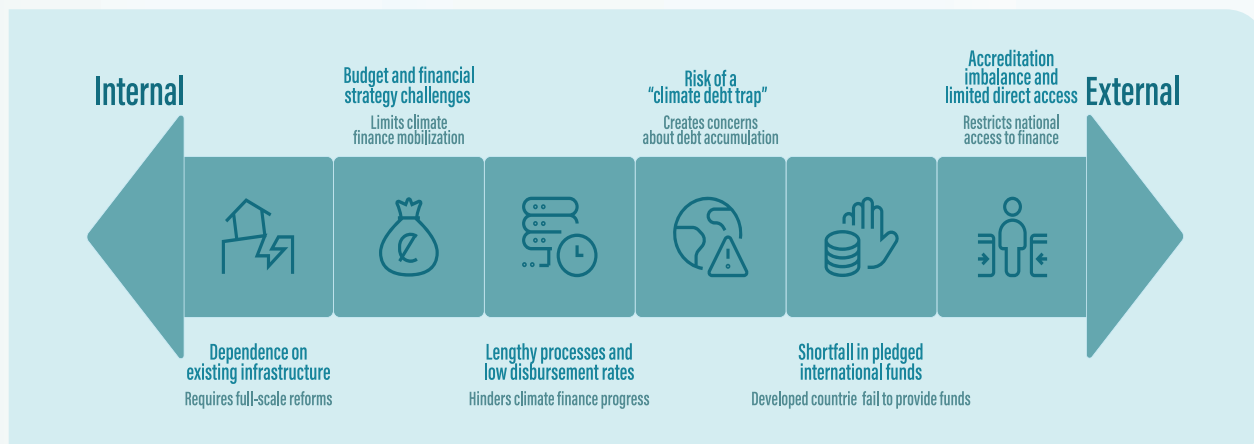 Internal
Budget and financial
strategy challenges
Limits climate
finance mobilization
Risk of a
“climate debt trap”
Creates concerns
about debt accumulation
Accreditation
imbalance and
limited direct access
Restricts national
access to finance
External
Dependence on
existing infrastructure
Requires full-scale reforms
Lengthy processes and
low disbursement rates
Hinders climate finance progress
Shortfall in pledged
international funds
Developed countrie fail to provide funds